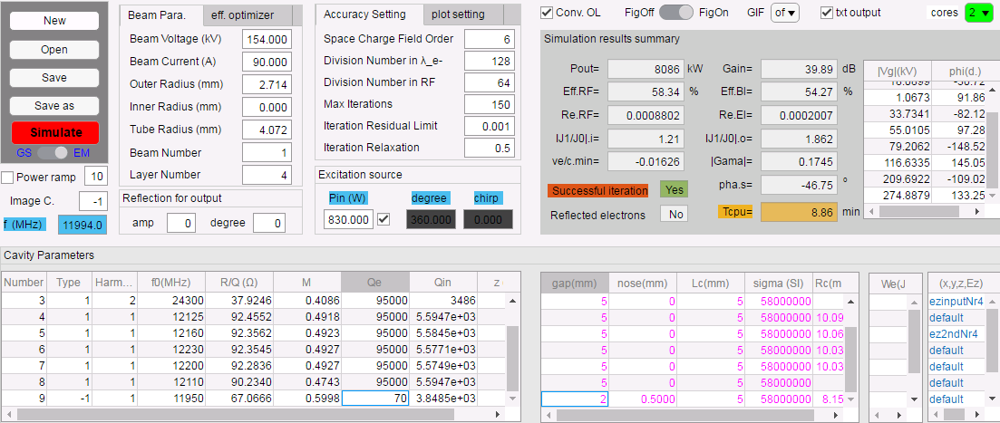 New
Open
Save
Save as
Simulate
GS EM
Power ramp 10
Image C. -1
f (MHz) 11994.0
Beam Para. eff. optimizer
Beam Voltage (kV) 154.000
Beam Current (A) 90.000
Outer Radius (mm) 2.714
Inner Radius (mm) 0.000
Tube Radius (mm) 4.072
Beam Number 1
Layer Number 4
Reflection for output
amp 0 degree 0
Accuracy Setting plot setting
Space Charge Field Order 6
Division Number in λ_e- 128
Division Number in RF 64
Max Iterations 150
Iteration Residual Limit 0.001
Iteration Relaxation 0.5
Excitation source
Pin (W) degree chirp
830.000 360.000 0.000
Conv. OL FigOff FigOn GIF of txt output cores 2
Simulation results summary
Pout= 8086 kW Gain= 39.89 dB
Eff.RF= 58.34 % Eff.Bl= 54.27 %
Re.RF= 0.0008802 Re.El= 0.0002007
IJ1/J0|.i= 1.21 IJ1/J0|.o= 1.862
ve/c.min= -0.01626 |Gama|= 0.1745
pha.s= -46.75 °
Successful iteration Yes
Reflected electrons No Tcpu= 8.86 min
|Vg|(kV) phi(d.)
1.0673 91.86
33.7341 -82.12
55.0105 97.28
79.2062 -148.52
116.6335 145.05
209.6922 -109.02
274.8879 133.25
Cavity Parameters
Number Type Harm... f0(MHz) R/Q (Ω) M Qe Qin z
3 1 2 24300 37.9246 0.4086 95000 3486
4 1 1 12125 92.4552 0.4918 95000 5.5947e+03
5 1 1 12160 92.3562 0.4923 95000 5.5845e+03
6 1 1 12230 92.3545 0.4927 95000 5.5771e+03
7 1 1 12200 92.2836 0.4927 95000 5.5749e+03
8 1 1 12110 90.2340 0.4743 95000 5.5595e+03
9 -1 1 11950 67.0666 0.5998 70 3.8485e+03
gap(mm) nose(mm) Lc(mm) sigma (SI) Rc(m
5 0 5 58000000
5 0 5 58000000 10.09
5 0 5 58000000 10.06
5 0 5 58000000 10.03
5 0 5 58000000 10.03
5 0 5 58000000
2 0.5000 5 58000000 8.15
We(J
(x,y,z,Ez)
ezinputNr4
default
ez2ndNr4
default
default
default
default